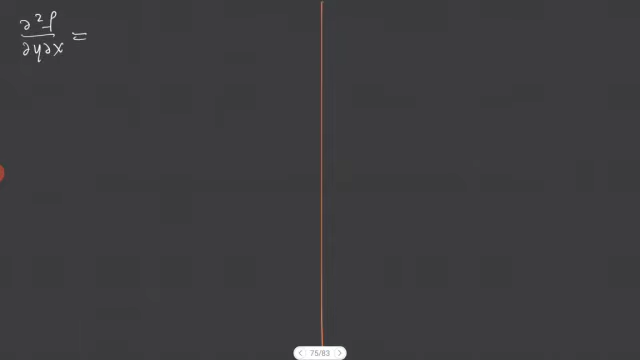 ∂²f
∂y∂x =
75/83